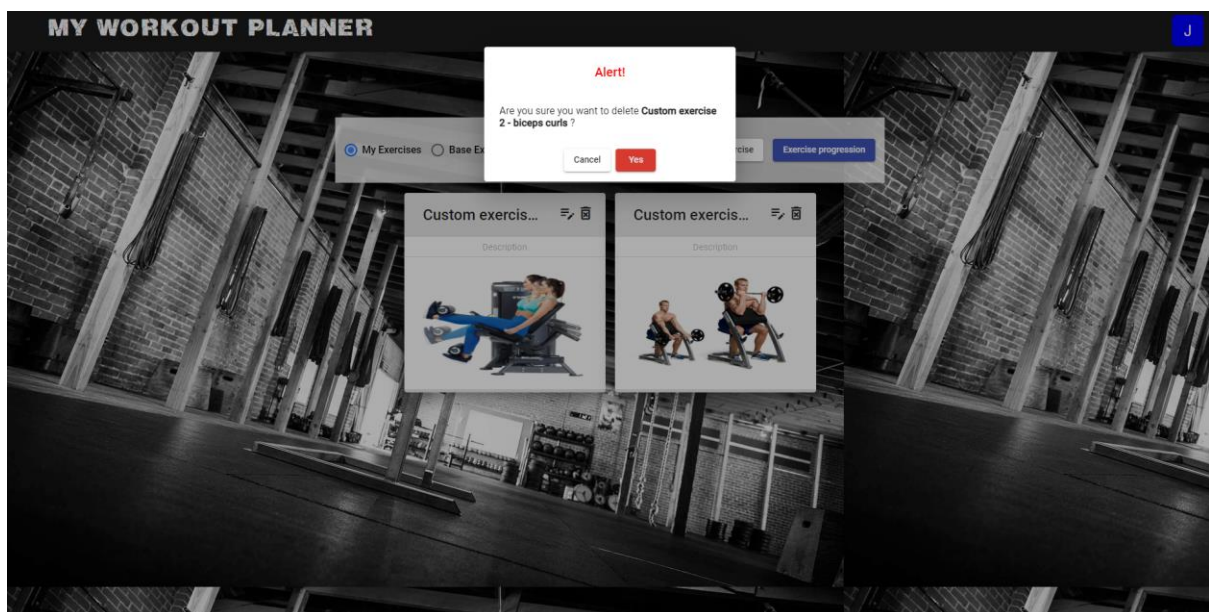 MY WORKOUT PLANNER
J
Alert!
Are you sure you want to delete Custom exercise
2 - biceps curls ?
Cancel
Yes
My Exercises
Base Ex
rcise
Exercise progression
Custom exercis...
Custom exercis...
Description
Description